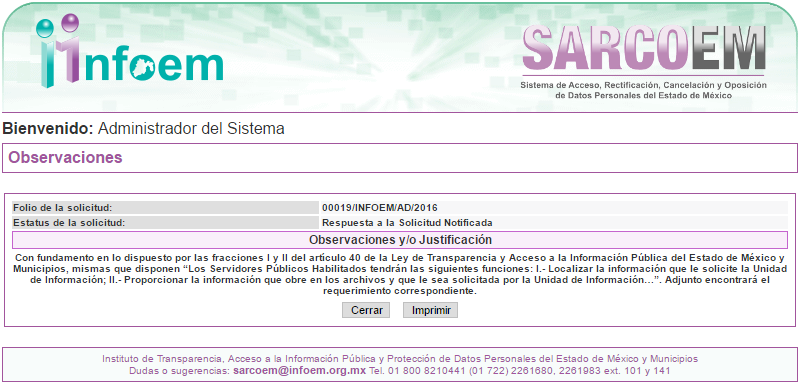 infoem
SARCOEM
Sistema de Acceso, Rectificación, Cancelación y Oposición
de Datos Personales del Estado de México
Bienvenido: Administrador del Sistema
Observaciones
Folio de la solicitud: 00019/INFOEM/AD/2016
Estatus de la solicitud: Respuesta a la Solicitud Notificada
Observaciones y/o Justificación
Con fundamento en lo dispuesto por las fracciones I y II del artículo 40 de la Ley de Transparencia y Acceso a la Información Pública del Estado de México y
Municipios, mismas que disponen “Los Servidores Públicos Habilitados tendrán las siguientes funciones: I.- Localizar la información que le solicite la Unidad
de Información; II.- Proporcionar la información que obre en los archivos y que le sea solicitada por la Unidad de Información...”. Adjunto encontrará el
requerimiento correspondiente.
Cerrar Imprimir
Instituto de Transparencia, Acceso a la Información Pública y Protección de Datos Personales del Estado de México y Municipios
Dudas o sugerencias: sarcoem@infoem.org.mx Tel. 01 800 8210441 (01 722) 2261680, 2261983 ext. 101 y 141